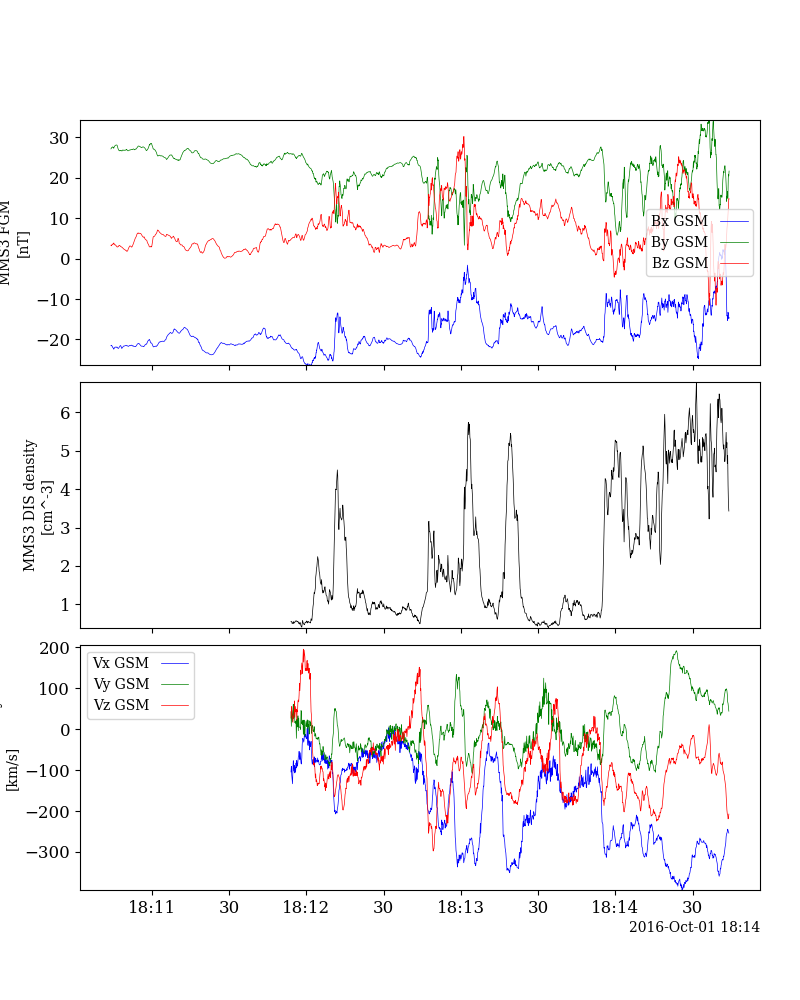 30
20
10
0
−10
−20
MMS3 FGM
[nT]
Bx GSM
By GSM
Bz GSM
6
5
4
3
2
1
MMS3 DIS density
[cm^-3]
200
100
0
−100
−200
−300
[km/s]
Vx GSM
Vy GSM
Vz GSM
18:11
30
18:12
30
18:13
30
18:14
30
2016-Oct-01 18:14